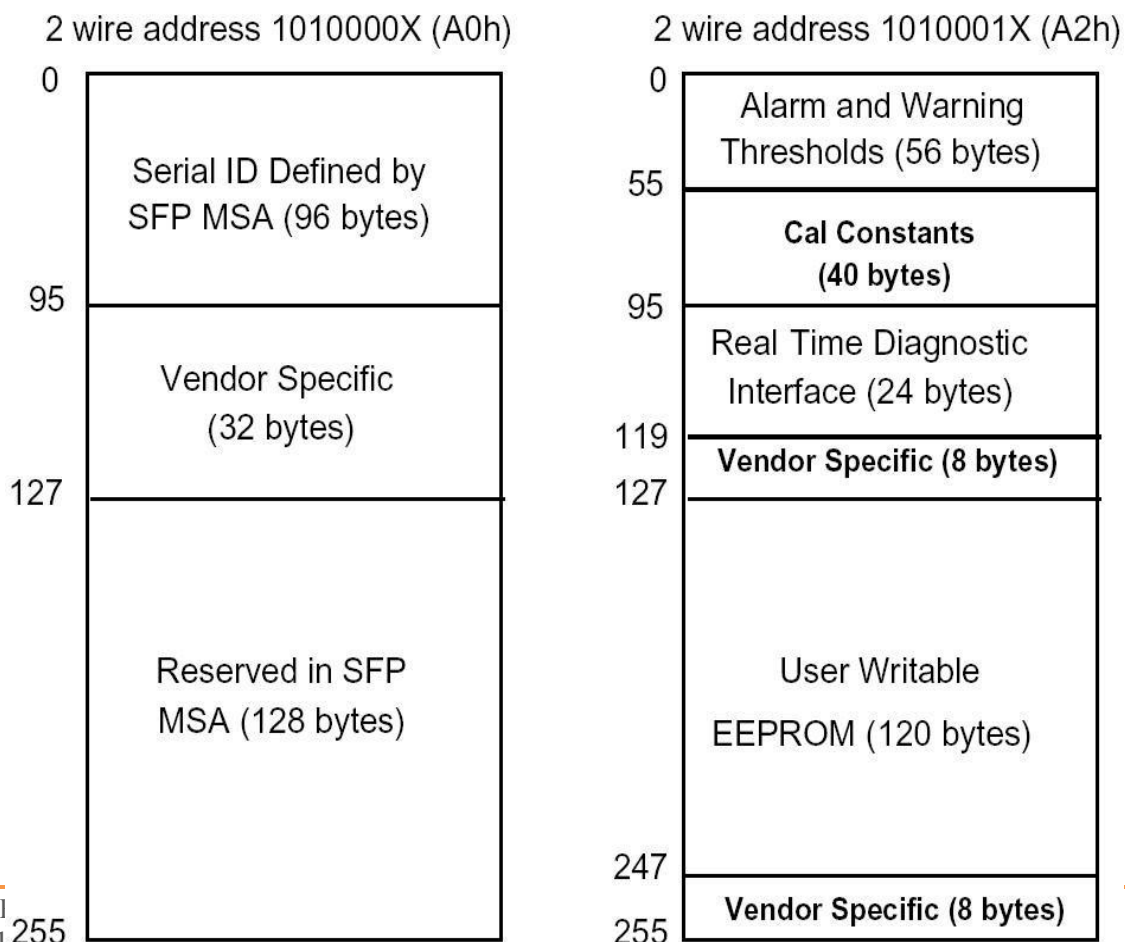 2 wire address 1010000X (A0h)
0
Serial ID Defined by
SFP MSA (96 bytes)
95
Vendor Specific
(32 bytes)
127
Reserved in SFP
MSA (128 bytes)
255
2 wire address 1010001X (A2h)
0
Alarm and Warning
Thresholds (56 bytes)
55
Cal Constants
(40 bytes)
95
Real Time Diagnostic
Interface (24 bytes)
119
Vendor Specific (8 bytes)
127
User Writable
EEPROM (120 bytes)
247
Vendor Specific (8 bytes)
255